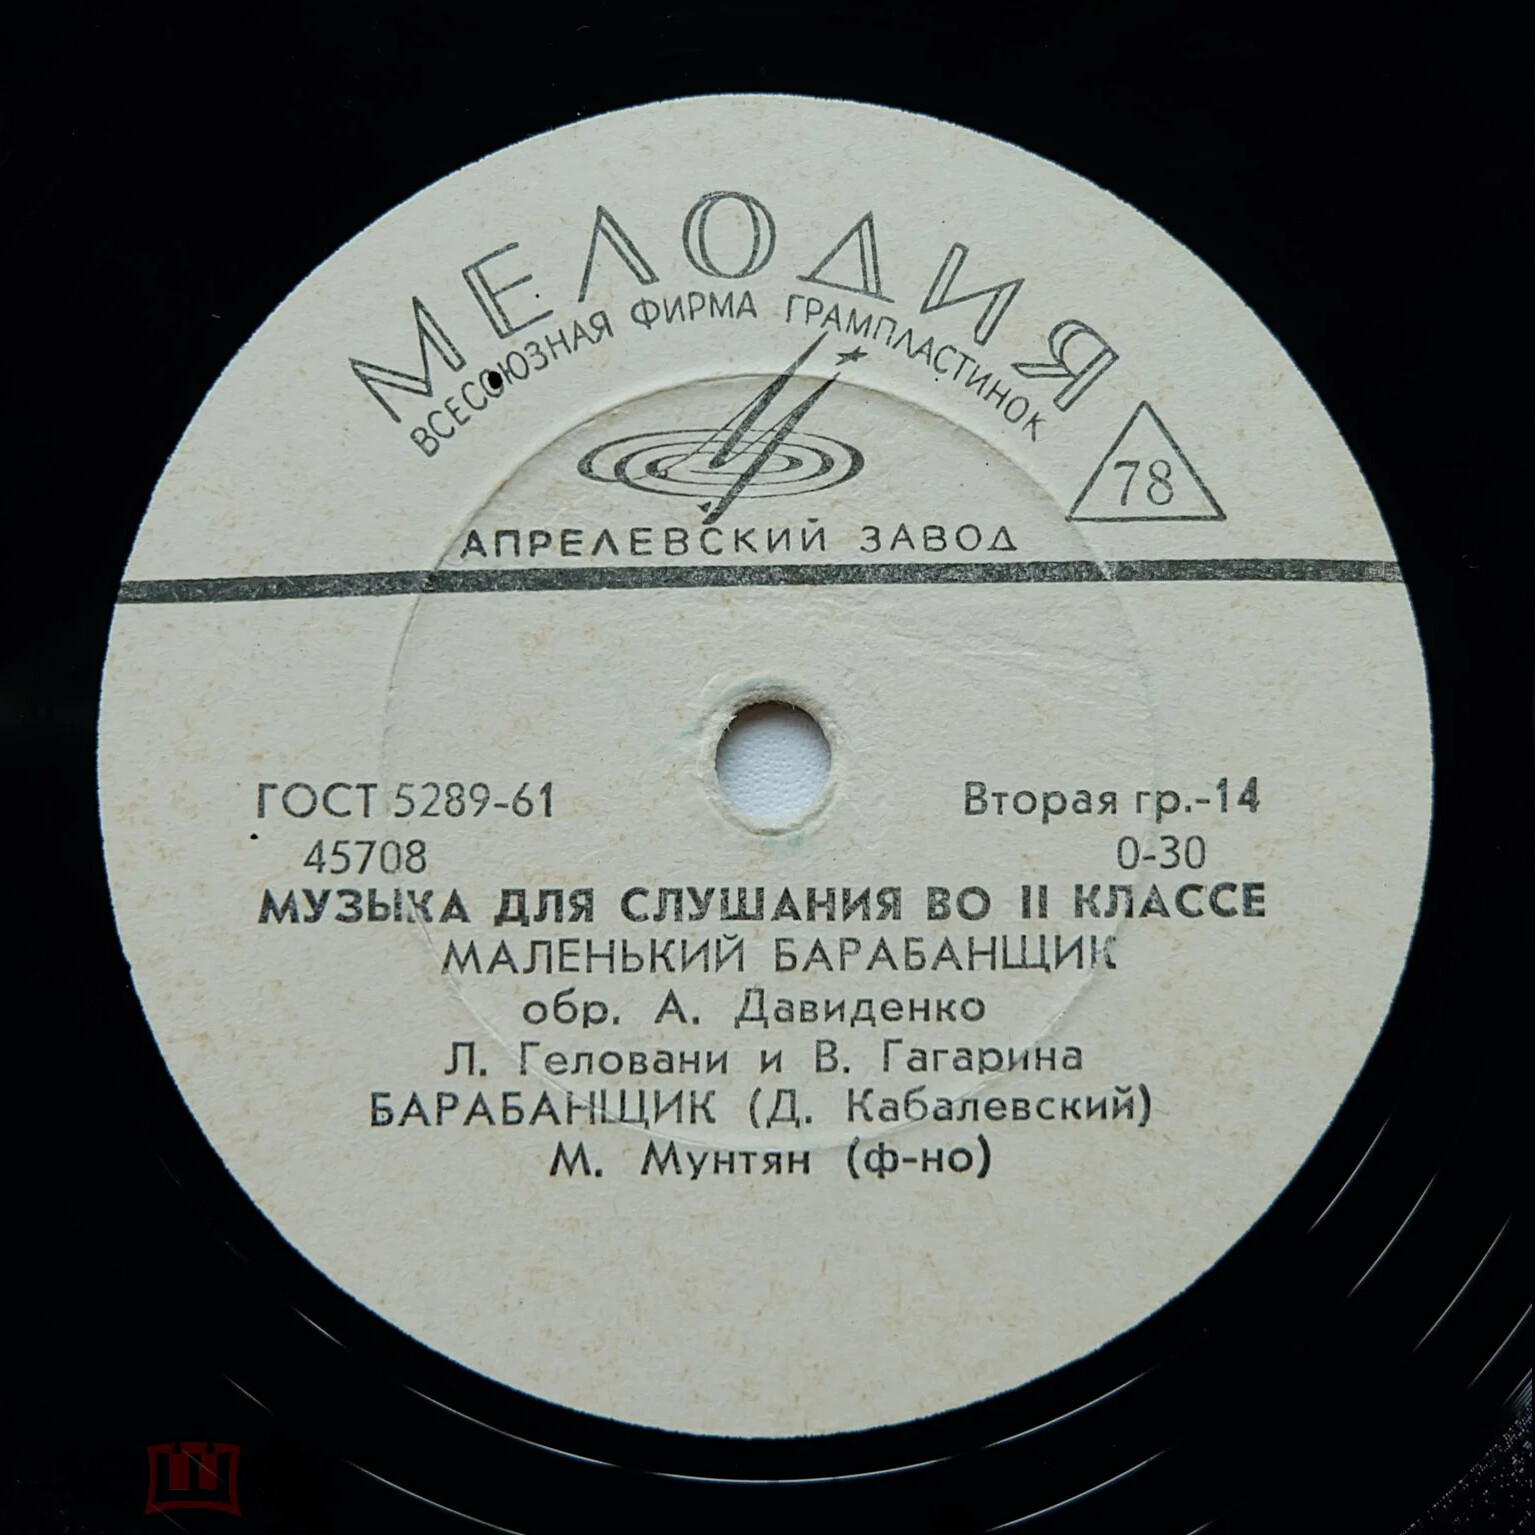 МЕЛОДИЯ
ВСЕСОЮЗНАЯ ФИРМА ГРАМПЛАСТИНОК
78
АПРЕЛЕВСКИЙ ЗАВОД
ГОСТ 5289-61 Вторая гр.-14
45708 0-30
МУЗЫКА ДЛЯ СЛУШАНИЯ ВО II КЛАССЕ
МАЛЕНЬКИЙ БАРАБАНЩИК
обр. А. Давиденко
Л. Геловани и В. Гагарина
БАРАБАНЩИК (Д. Кабалевский)
М. Мунтян (ф-но)